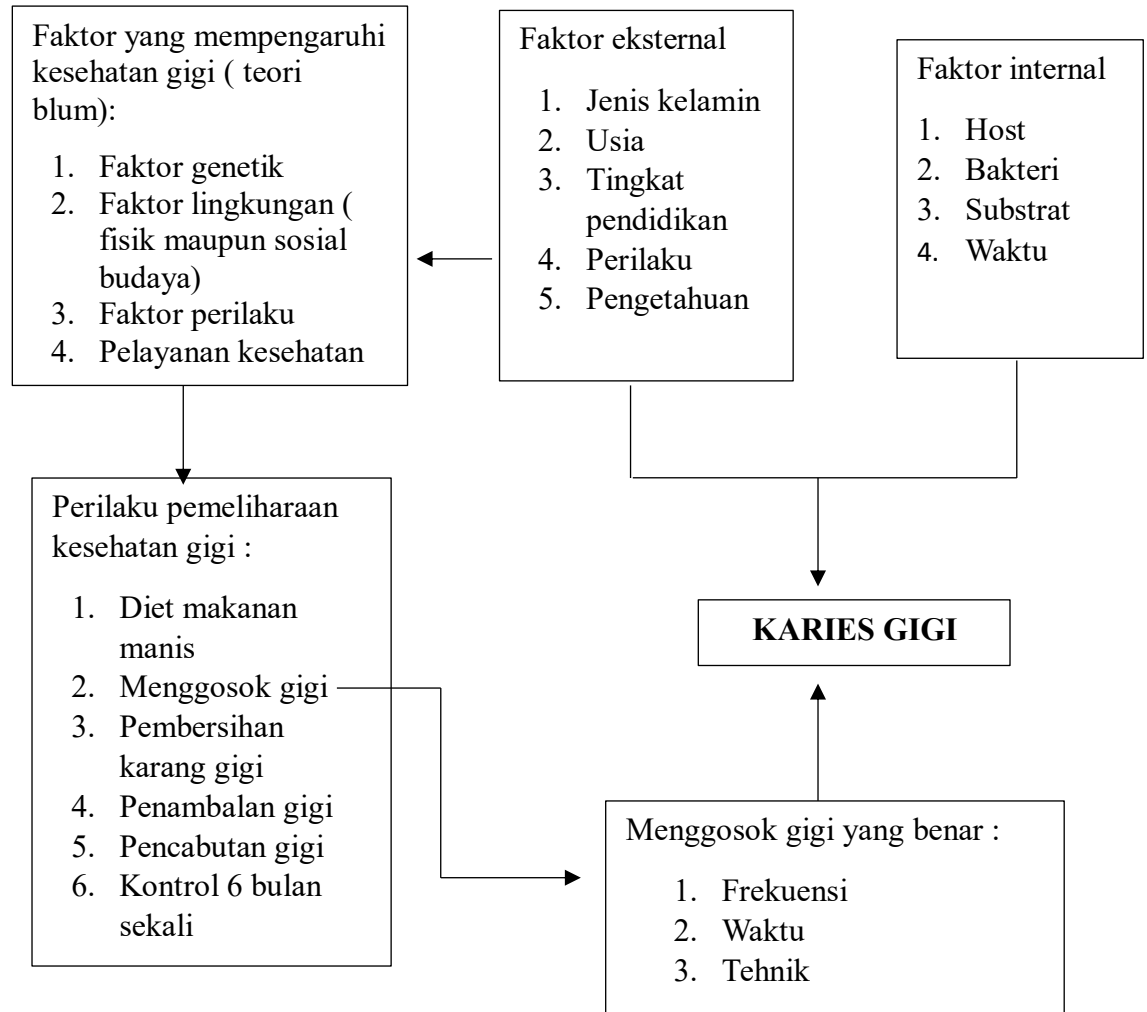 Faktor yang mempengaruhi
kesehatan gigi ( teori
blum):
1. Faktor genetik
2. Faktor lingkungan (
fisik maupun sosial
budaya)
3. Faktor perilaku
4. Pelayanan kesehatan
Faktor eksternal
1. Jenis kelamin
2. Usia
3. Tingkat
pendidikan
4. Perilaku
5. Pengetahuan
Faktor internal
1. Host
2. Bakteri
3. Substrat
4. Waktu
Perilaku pemeliharaan
kesehatan gigi :
1. Diet makanan
manis
2. Menggosok gigi
3. Pembersihan
karang gigi
4. Penambalan gigi
5. Pencabutan gigi
6. Kontrol 6 bulan
sekali
KARIES GIGI
Menggosok gigi yang benar :
1. Frekuensi
2. Waktu
3. Tehnik